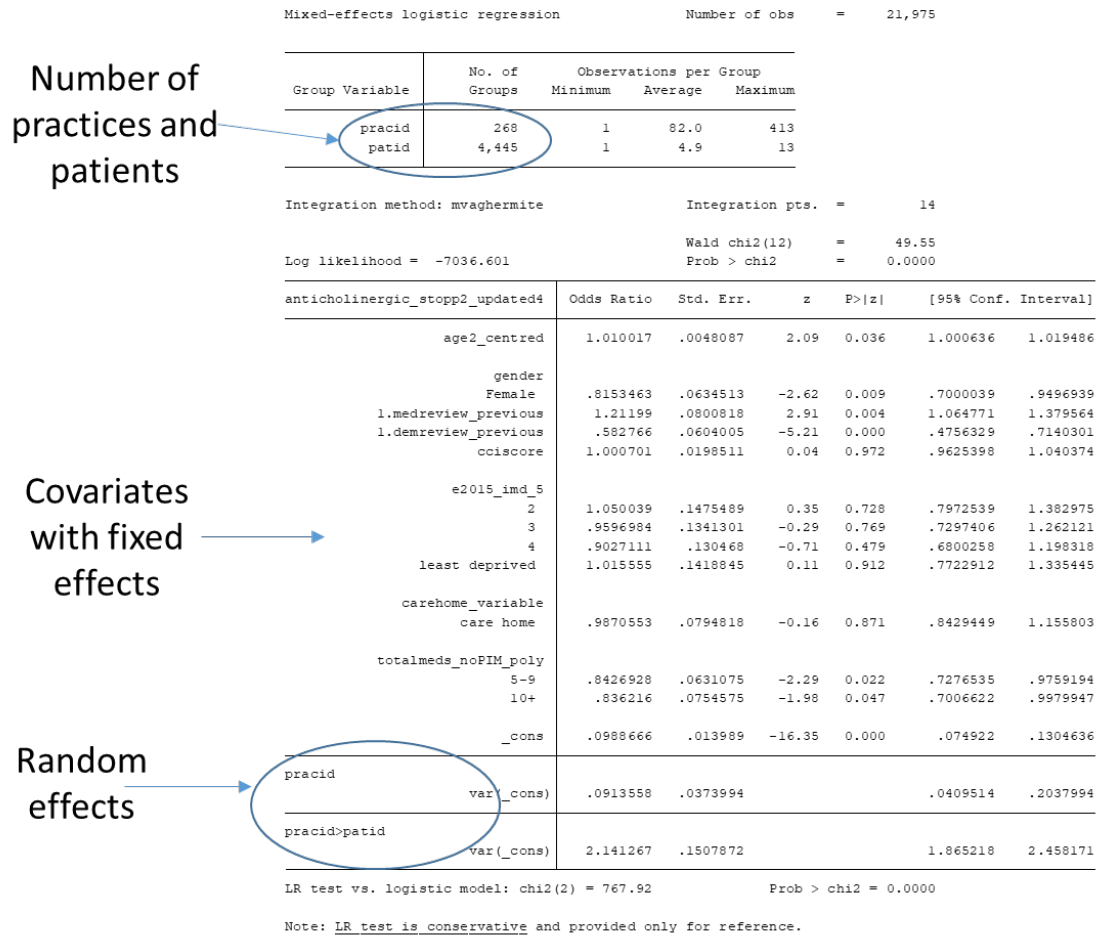 Mixed-effects logistic regression Number of obs = 21,975
Number of practices and patients
No. of Observations per Group
Group Variable Groups Minimum Average Maximum
pracid 268 1 82.0 413
patid 4,445 1 4.9 13
Integration method: mvaghermite Integration pts. = 14
Wald chi2(12) = 49.55
Log likelihood = -7036.601 Prob > chi2 = 0.0000
anticholinergic_stopp2_updated4 Odds Ratio Std. Err. z P>|z| [95% Conf. Interval]
age2_centred 1.010017 .0048087 2.09 0.036 1.000636 1.019486
gender
Female .8153463 .0634513 -2.62 0.009 .7000039 .9496939
1.medreview_previous 1.21199 .0800818 2.91 0.004 1.064771 1.379564
1.demreview_previous .582766 .0604005 -5.21 0.000 .4756329 .7140301
cciscore 1.000701 .0198511 0.04 0.972 .9625398 1.040374
Covariates with fixed effects
e2015_imd_5
2 1.050039 .1475489 0.35 0.728 .7972539 1.382975
3 .9596984 .1341301 -0.29 0.769 .7297406 1.262121
4 .9027111 .130468 -0.71 0.479 .6800258 1.198318
least deprived 1.015555 .1418845 0.11 0.912 .7722912 1.335445
carehome_variable
care home .9870553 .0794818 -0.16 0.871 .8429449 1.155803
totalmeds_noPIM_poly
5-9 .8426928 .0631075 -2.29 0.022 .7276535 .9759194
10+ .836216 .0754575 -1.98 0.047 .7006622 .9979947
_cons .0988666 .013989 -16.35 0.000 .074922 .1304636
Random effects
pracid
var(_cons) .0913558 .0373994 .0409514 .2037994
pracid>patid
var(_cons) 2.141267 .1507872 1.865218 2.458171
LR test vs. logistic model: chi2(2) = 767.92 Prob > chi2 = 0.0000
Note: LR test is conservative and provided only for reference.